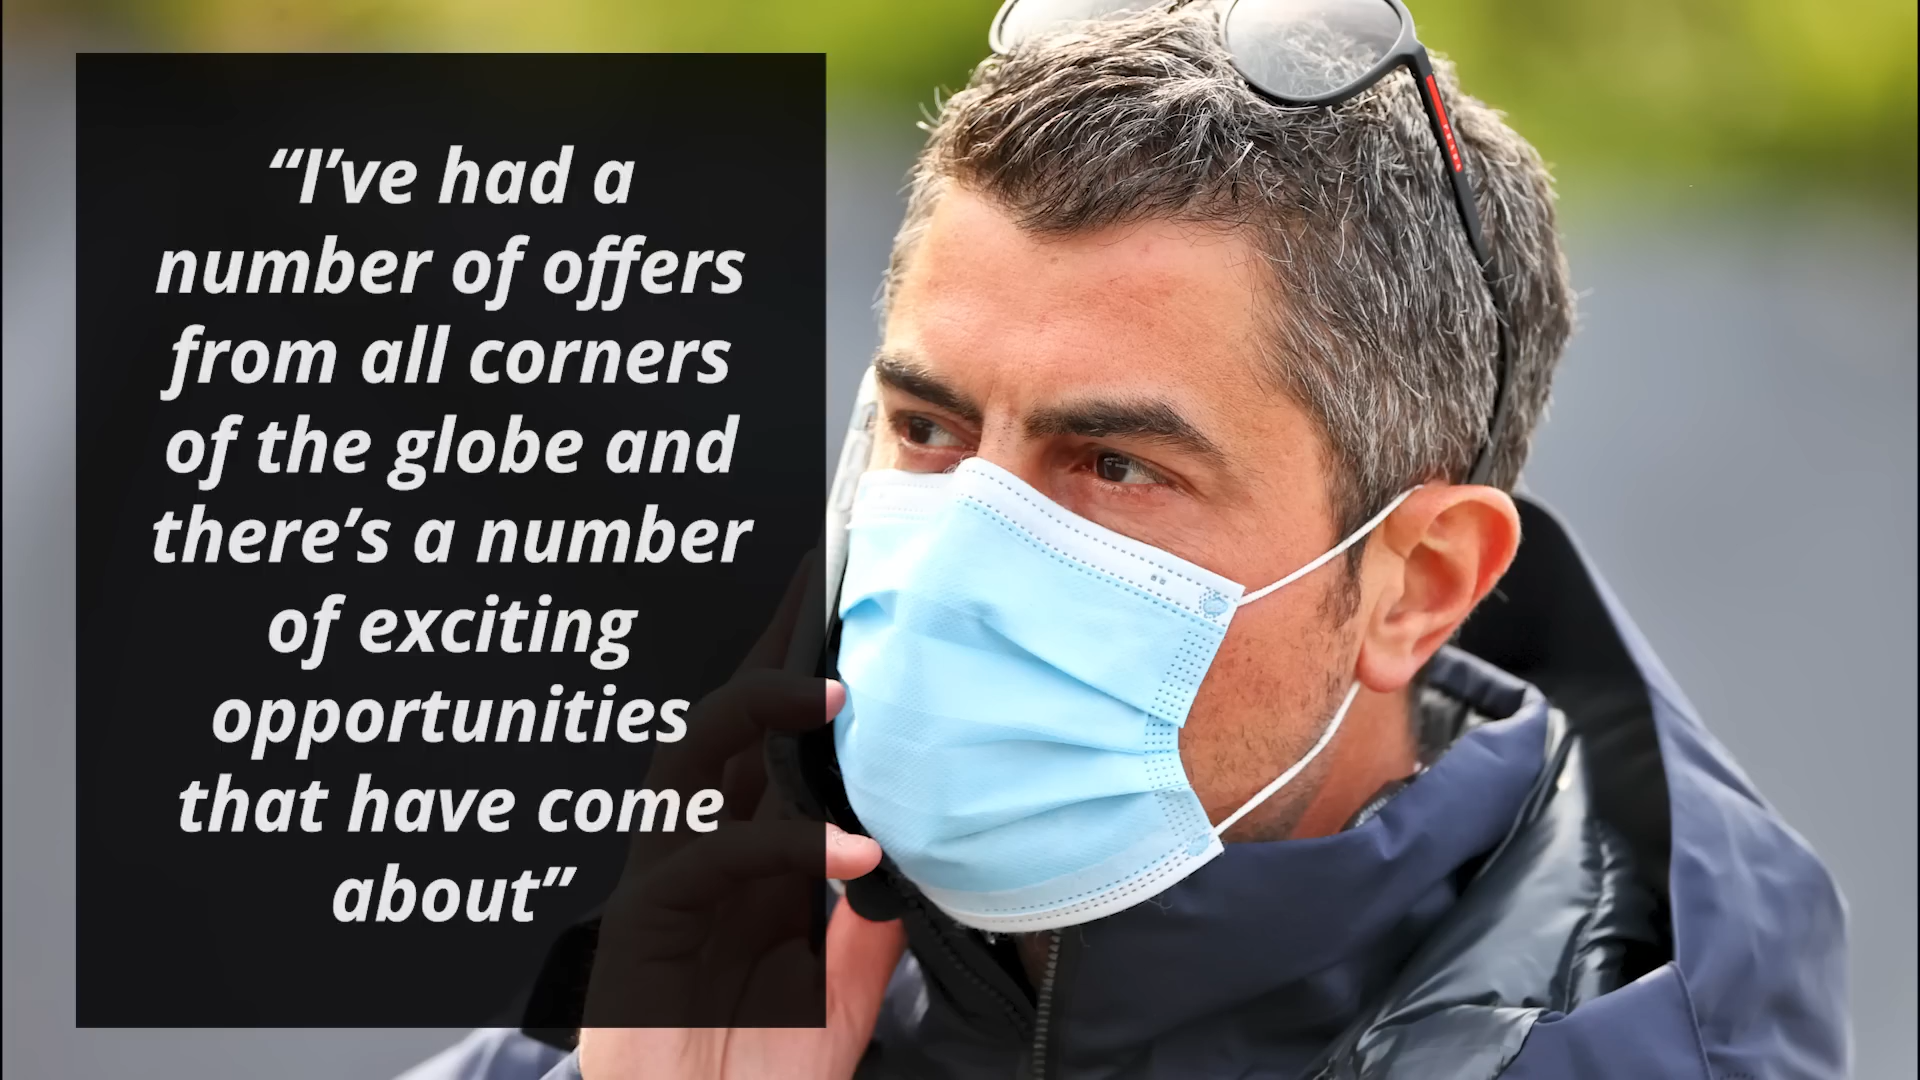 “I’ve had a
number of offers
from all corners
of the globe and
there’s a number
of exciting
opportunities
that have come
about”
PRADA